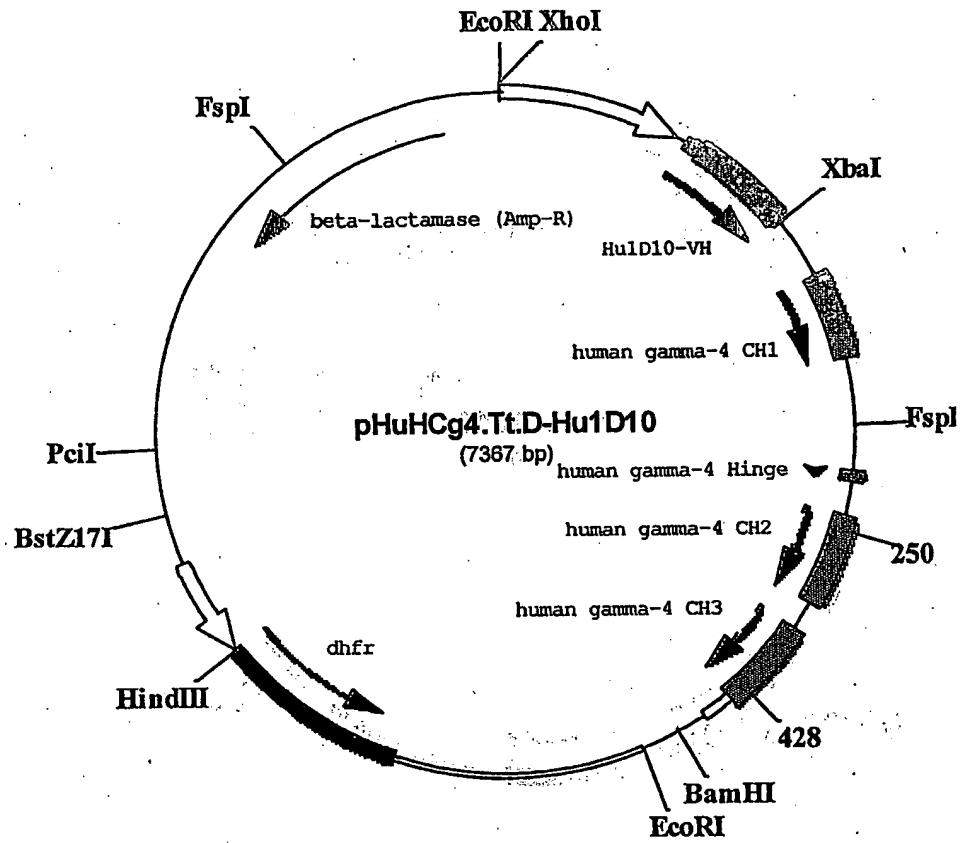 EcoRI XhoI
FspI
XbaI
beta-lactamase (Amp-R)
Hu1D10-VH
human gamma-4 CH1
pHuHCg4.Tt.D-Hu1D10
(7367 bp)
FspI
PciI
human gamma-4 Hinge
BstZ17I
human gamma-4 CH2
250
human gamma-4 CH3
dhfr
HindIII
428
BamHI
EcoRI